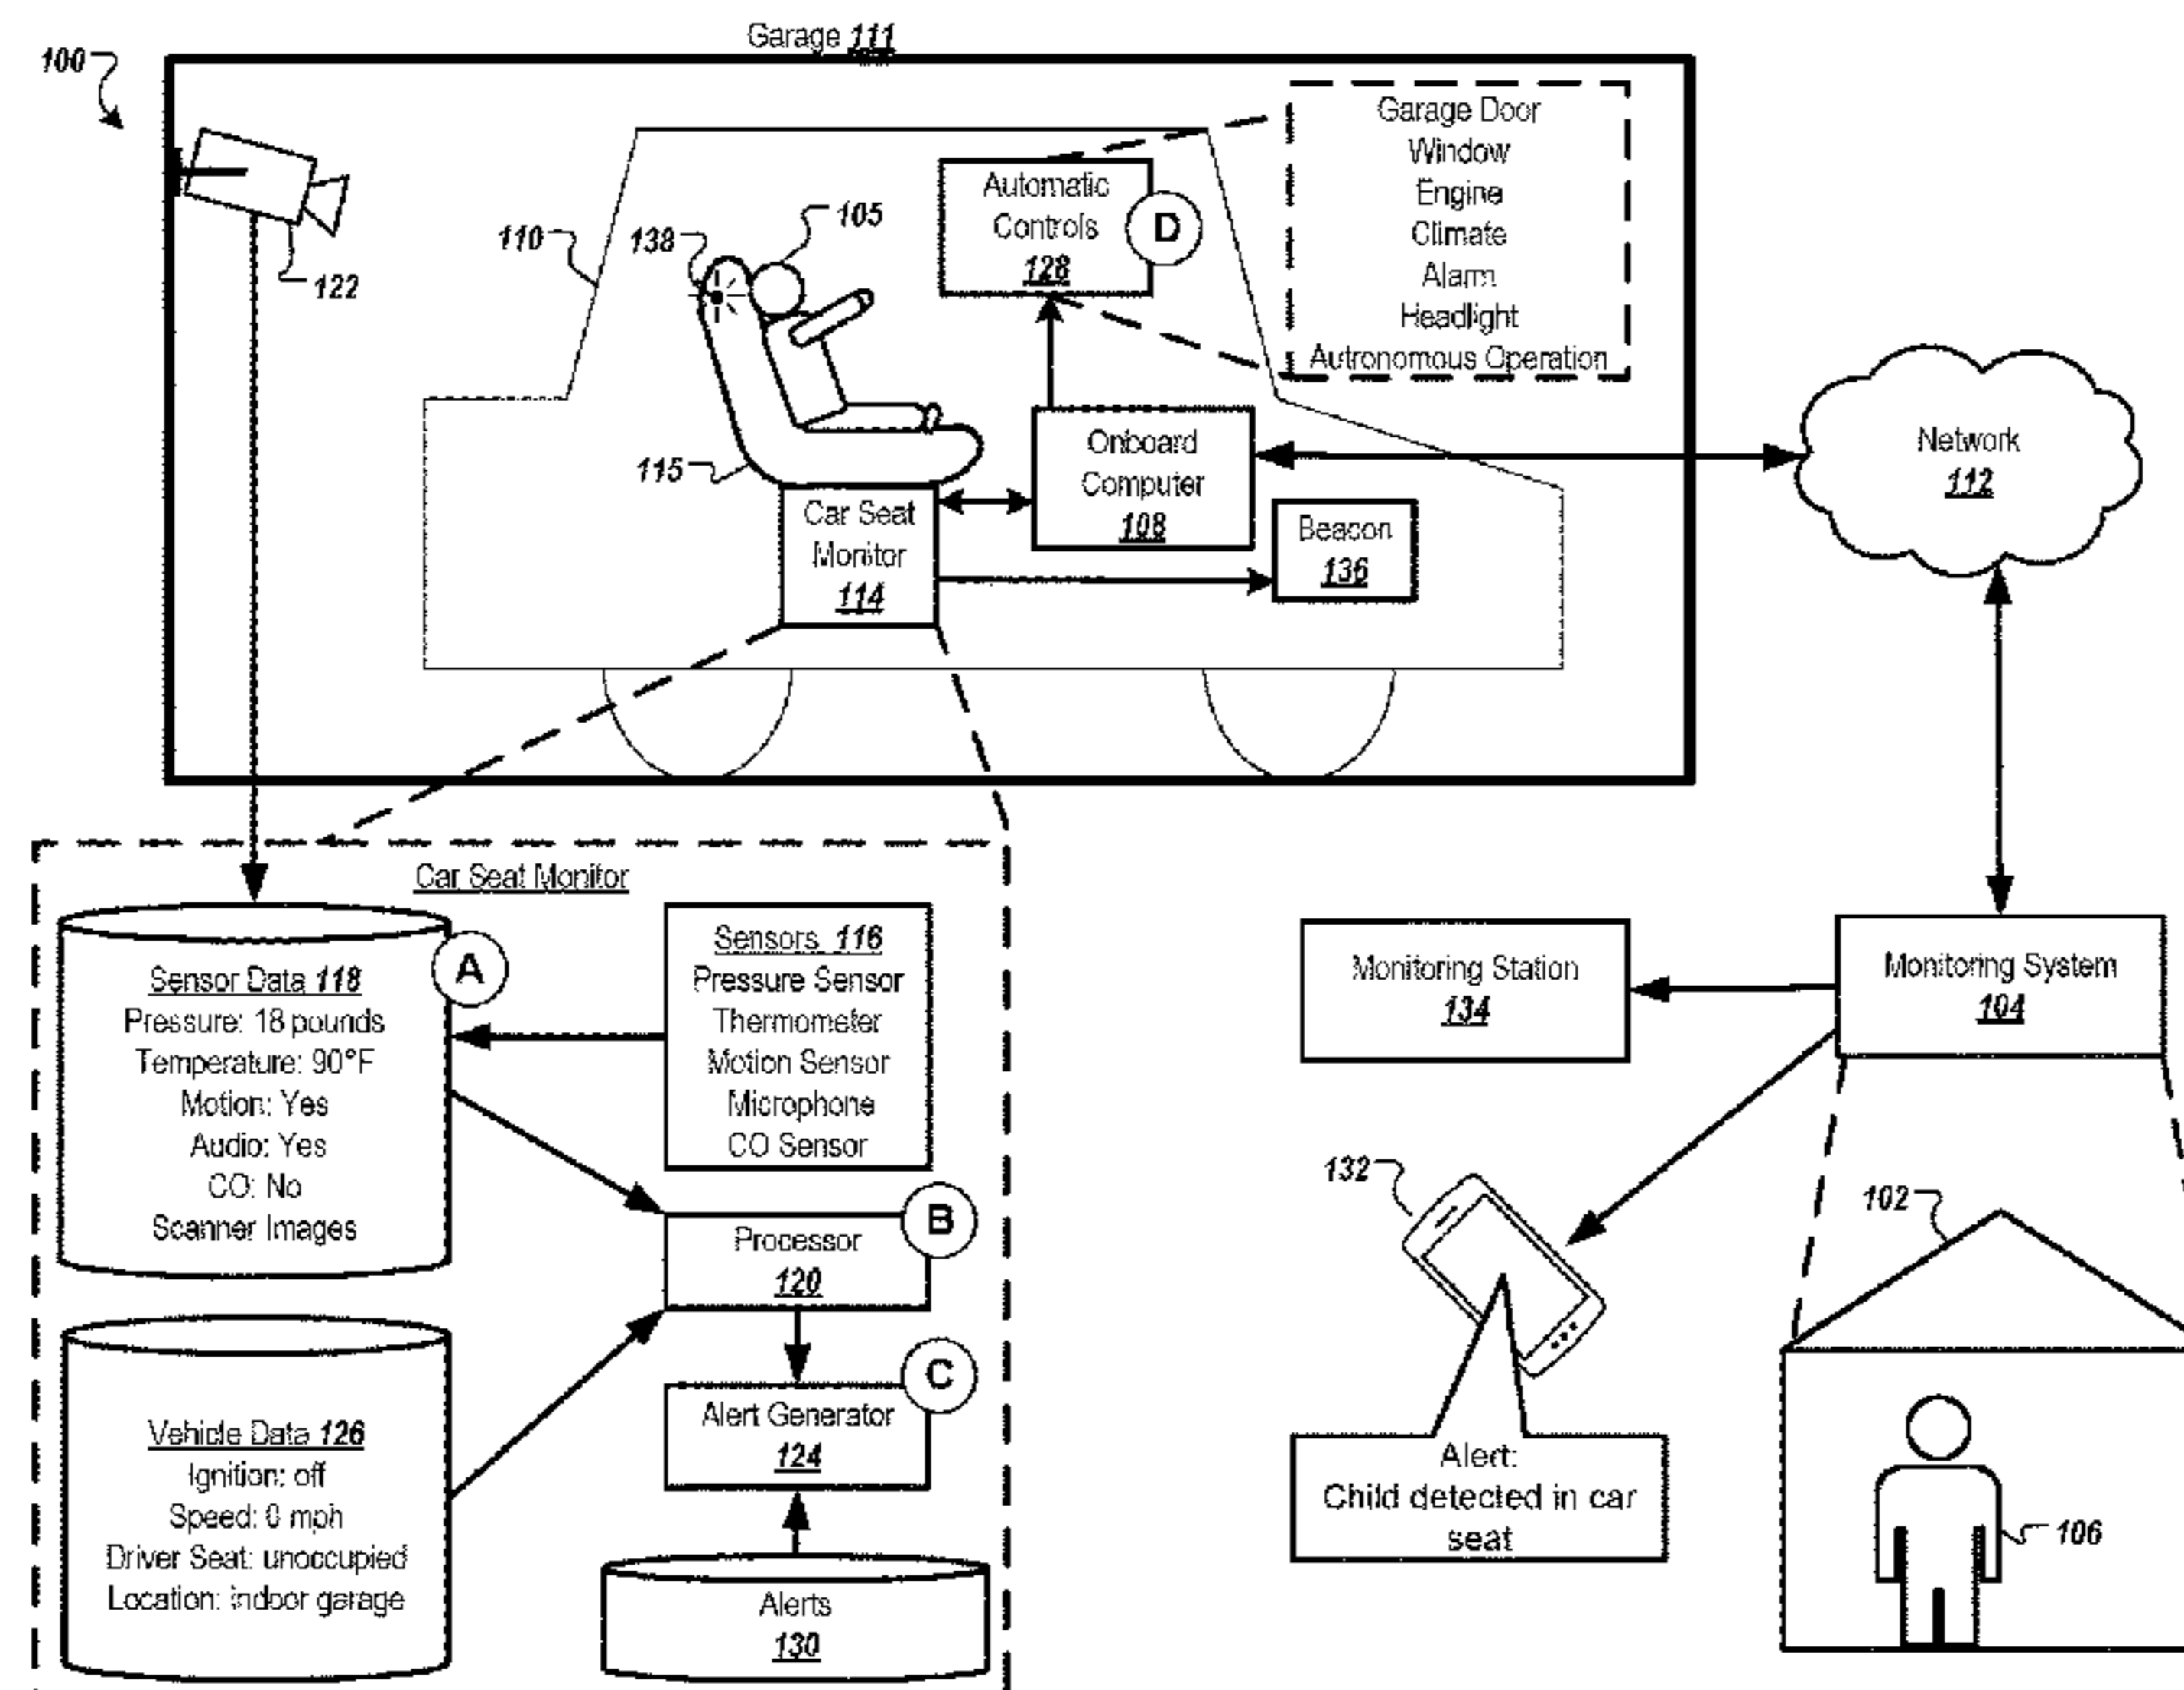 Garage 111
100
122
110
138
105
115
Automatic
Controls
128
D
Garage Door
Window
Engine
Climate
Alarm
Headlight
Autronomous Operation
Onboard
Computer
108
Car Seat
Monitor
114
Beacon
136
Network
112
Car Seat Monitor
Sensor Data 118
Pressure: 18 pounds
Temperature: 90°F
Motion: Yes
Audio: Yes
CO: No
Scanner Images
A
Sensors 116
Pressure Sensor
Thermometer
Motion Sensor
Microphone
CO Sensor
Processor
120
B
Alert Generator
124
C
Vehicle Data 126
Ignition: off
Speed: 0 mph
Driver Seat: unoccupied
Location: indoor garage
Alerts
130
Monitoring Station
134
Monitoring System
104
132
Alert:
Child detected in car
seat
102
106